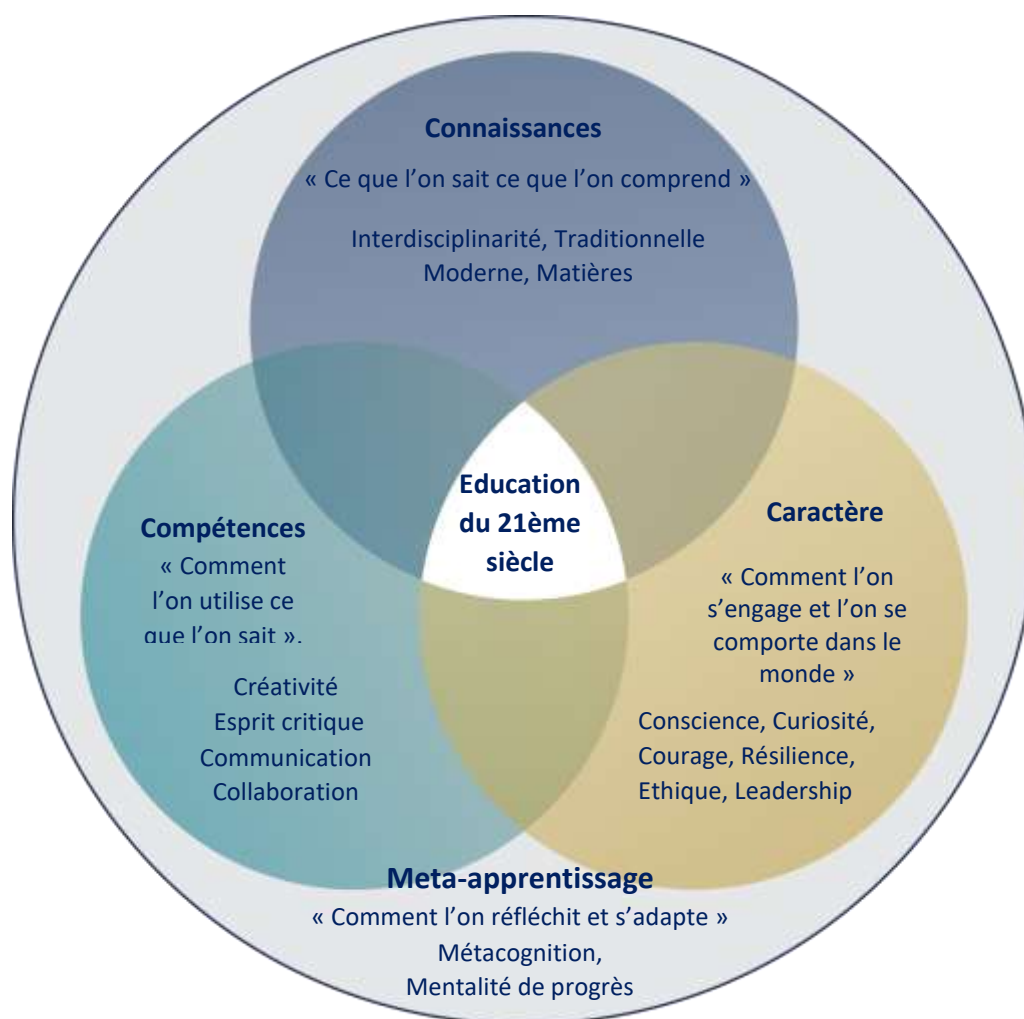 Connaissances
« Ce que l’on sait ce que l’on comprend »
Interdisciplinarité, Traditionnelle
Moderne, Matières
Education
du 21ème
siècle
Compétences
« Comment
l’on utilise ce
que l’on sait ».
Créativité
Esprit critique
Communication
Collaboration
Caractère
« Comment l’on
s’engage et l’on se
comporte dans le
monde »
Conscience, Curiosité,
Courage, Résilience,
Ethique, Leadership
Meta-apprentissage
« Comment l’on réfléchit et s’adapte »
Métacognition,
Mentalité de progrès